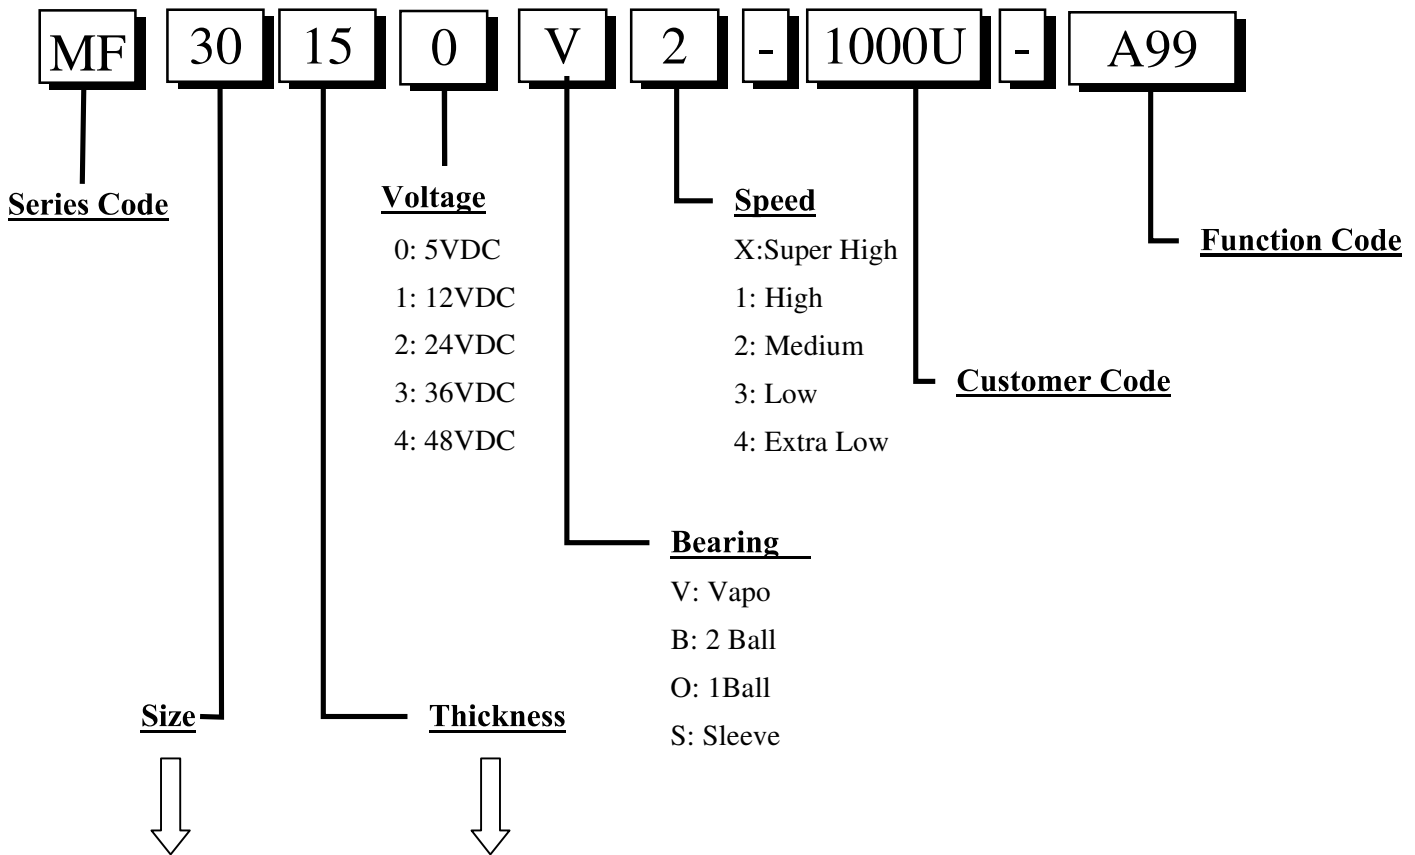 MF 30 15 0 V 2 - 1000U - A99
Series Code
Voltage
0: 5VDC
1: 12VDC
2: 24VDC
3: 36VDC
4: 48VDC
Speed
X:Super High
1: High
2: Medium
3: Low
4: Extra Low
Function Code
Customer Code
Bearing
V: Vapo
B: 2 Ball
O: 1Ball
S: Sleeve
Size
Thickness